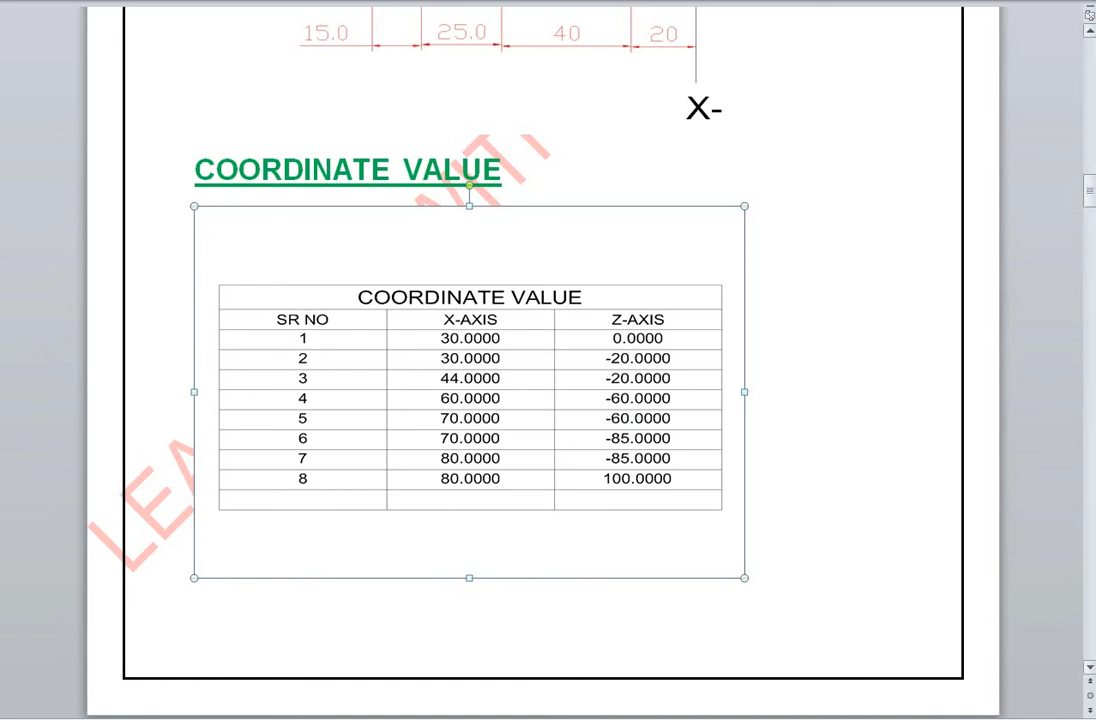 15.0 25.0 40 20
X-
COORDINATE VALUE
COORDINATE VALUE
SR NO X-AXIS Z-AXIS
1 30.0000 0.0000
2 30.0000 -20.0000
3 44.0000 -20.0000
4 60.0000 -60.0000
5 70.0000 -60.0000
6 70.0000 -85.0000
7 80.0000 -85.0000
8 80.0000 100.0000